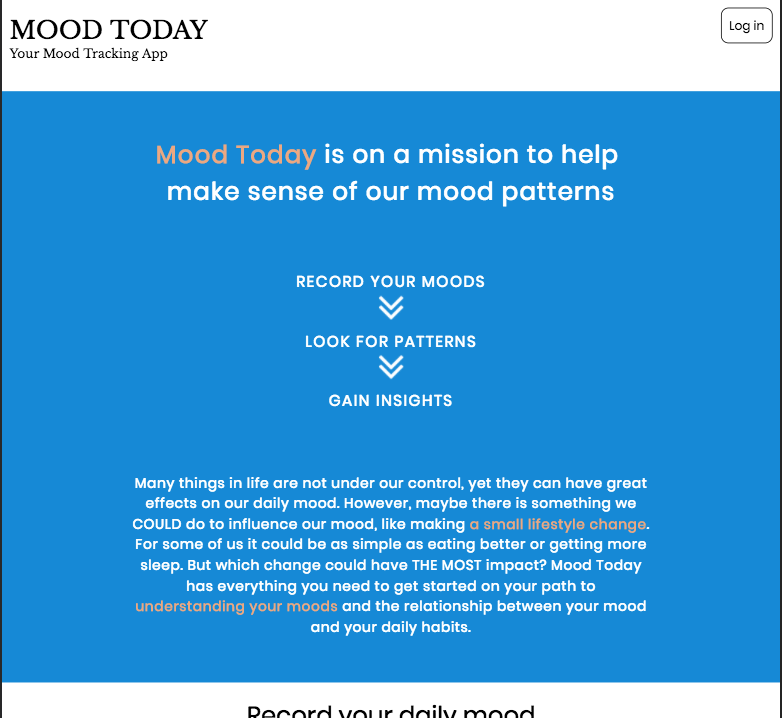 MOOD TODAY
Your Mood Tracking App
Log in
Mood Today is on a mission to help
make sense of our mood patterns
RECORD YOUR MOODS
LOOK FOR PATTERNS
GAIN INSIGHTS
Many things in life are not under our control, yet they can have great
effects on our daily mood. However, maybe there is something we
COULD do to influence our mood, like making a small lifestyle change.
For some of us it could be as simple as eating better or getting more
sleep. But which change could have THE MOST impact? Mood Today
has everything you need to get started on your path to
understanding your moods and the relationship between your mood
and your daily habits.
Record your daily mood